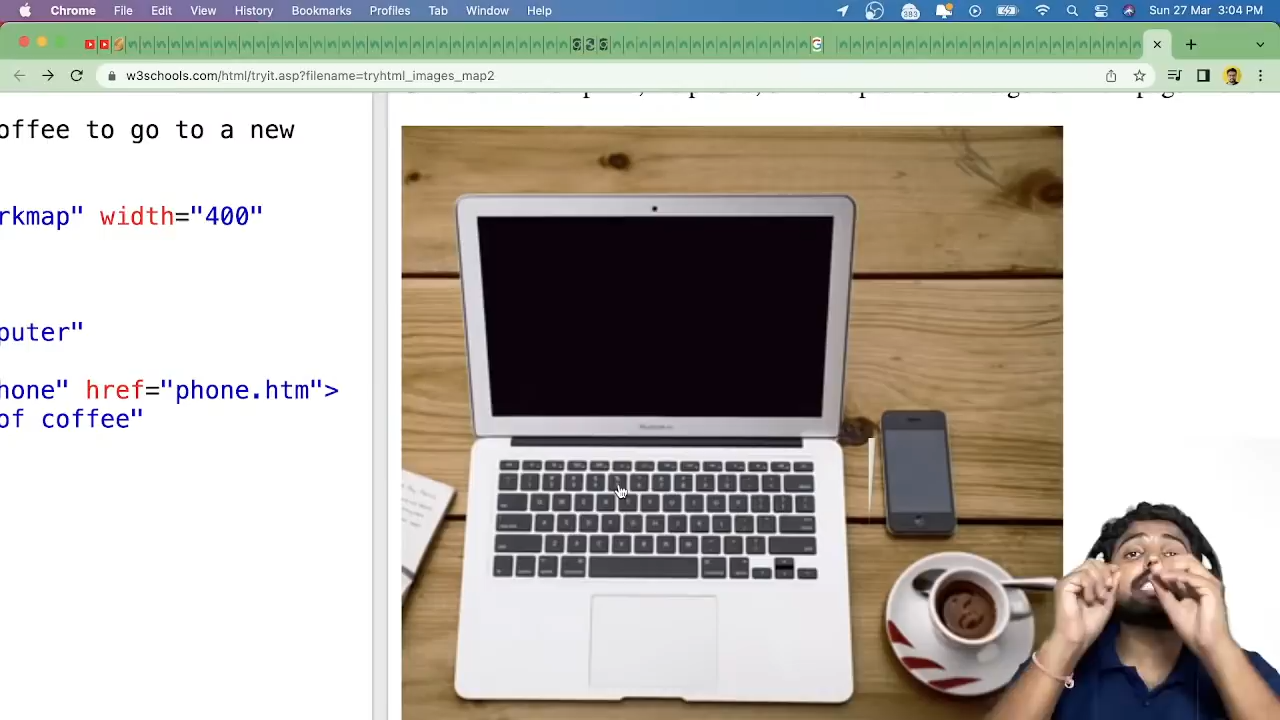 Chrome File Edit View History Bookmarks Profiles Tab Window Help 383 Sun 27 Mar 3:04 PM
w3schools.com/html/tryit.asp?filename=tryhtml_images_map2
offee to go to a new
rkmap" width="400"
puter"
hone" href="phone.htm">
of coffee"